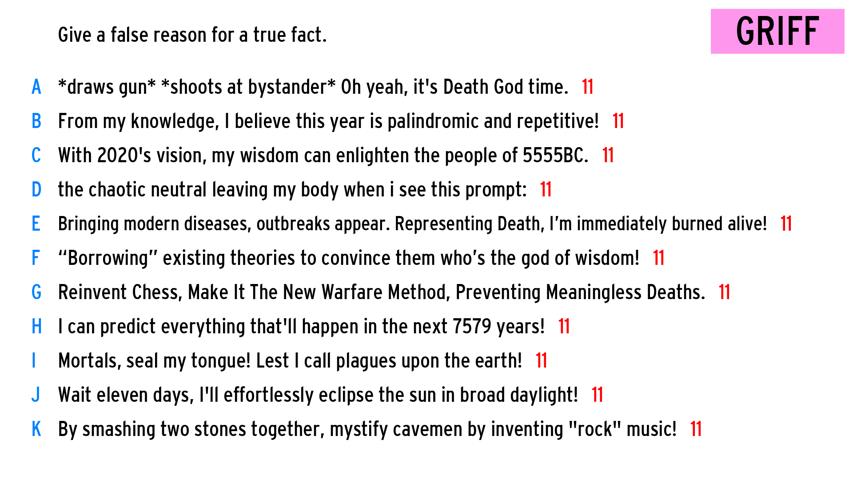 Give a false reason for a true fact.
GRIFF
A *draws gun* *shoots at bystander* Oh yeah, it's Death God time. 11
B From my knowledge, I believe this year is palindromic and repetitive! 11
C With 2020's vision, my wisdom can enlighten the people of 5555BC. 11
D the chaotic neutral leaving my body when i see this prompt: 11
E Bringing modern diseases, outbreaks appear. Representing Death, I’m immediately burned alive! 11
F “Borrowing” existing theories to convince them who’s the god of wisdom! 11
G Reinvent Chess, Make It The New Warfare Method, Preventing Meaningless Deaths. 11
H I can predict everything that'll happen in the next 7579 years! 11
I Mortals, seal my tongue! Lest I call plagues upon the earth! 11
J Wait eleven days, I'll effortlessly eclipse the sun in broad daylight! 11
K By smashing two stones together, mystify cavemen by inventing "rock" music! 11